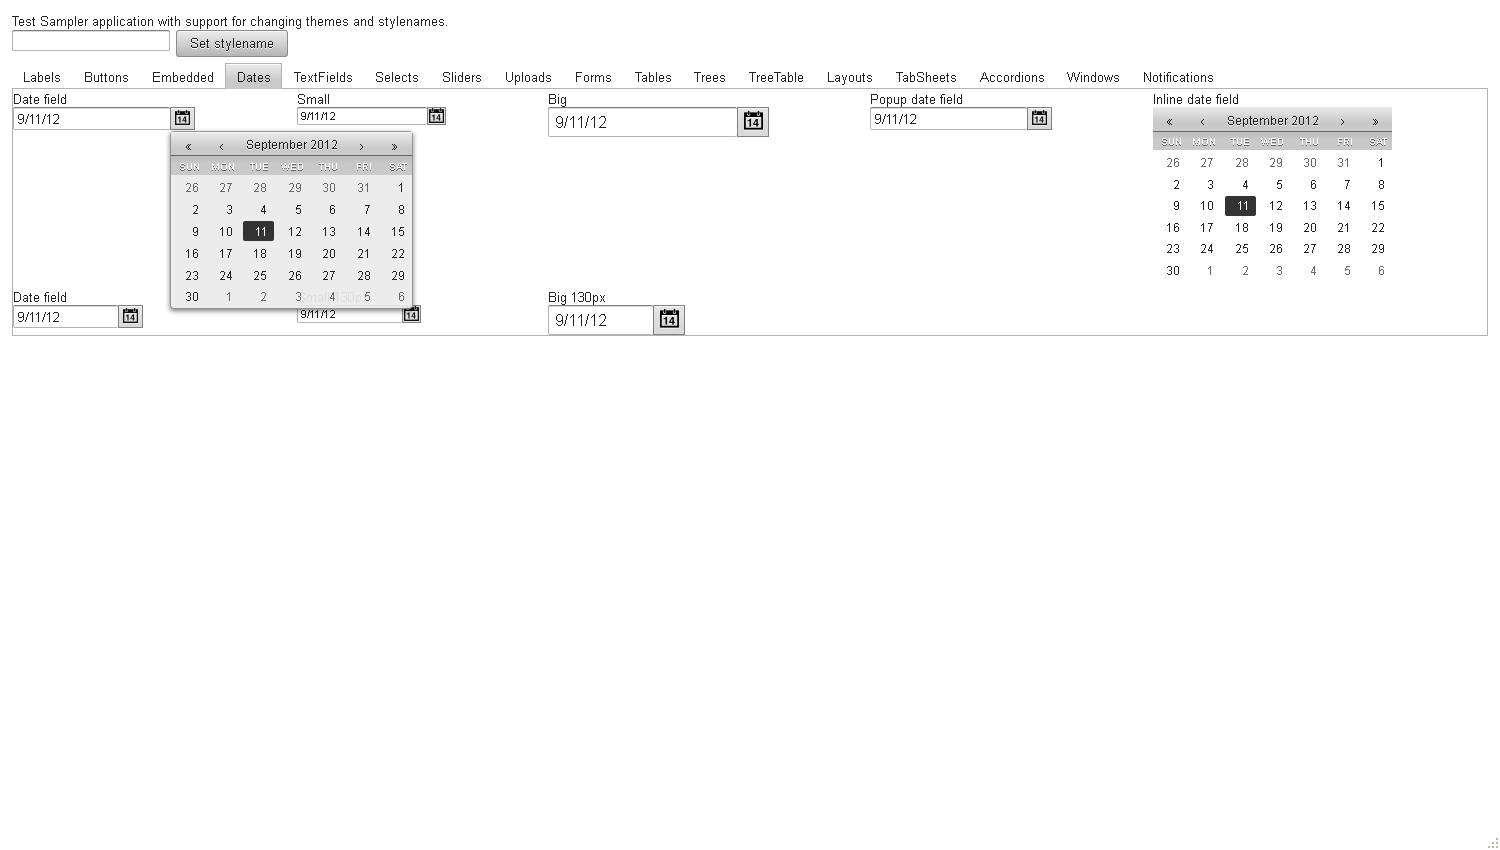 Test Sampler application with support for changing themes and stylenames.
Set stylename
Labels Buttons Embedded Dates TextFields Selects Sliders Uploads Forms Tables Trees TreeTable Layouts TabSheets Accordions Windows Notifications
Date field Small Big Popup date field Inline date field
9/11/12 14 9/11/12 14 9/11/12 14 9/11/12 14
« ‹ September 2012 › »
SUN MON TUE WED THU FRI SAT
26 27 28 29 30 31 1
2 3 4 5 6 7 8
9 10 11 12 13 14 15
16 17 18 19 20 21 22
23 24 25 26 27 28 29
30 1 2 3 4 5 6
« ‹ September 2012 › »
SUN MON TUE WED THU FRI SAT
26 27 28 29 30 31 1
2 3 4 5 6 7 8
9 10 11 12 13 14 15
16 17 18 19 20 21 22
23 24 25 26 27 28 29
30 1 2 3 4 5 6
Date field Small 130px Big 130px
9/11/12 14 9/11/12 14 9/11/12 14